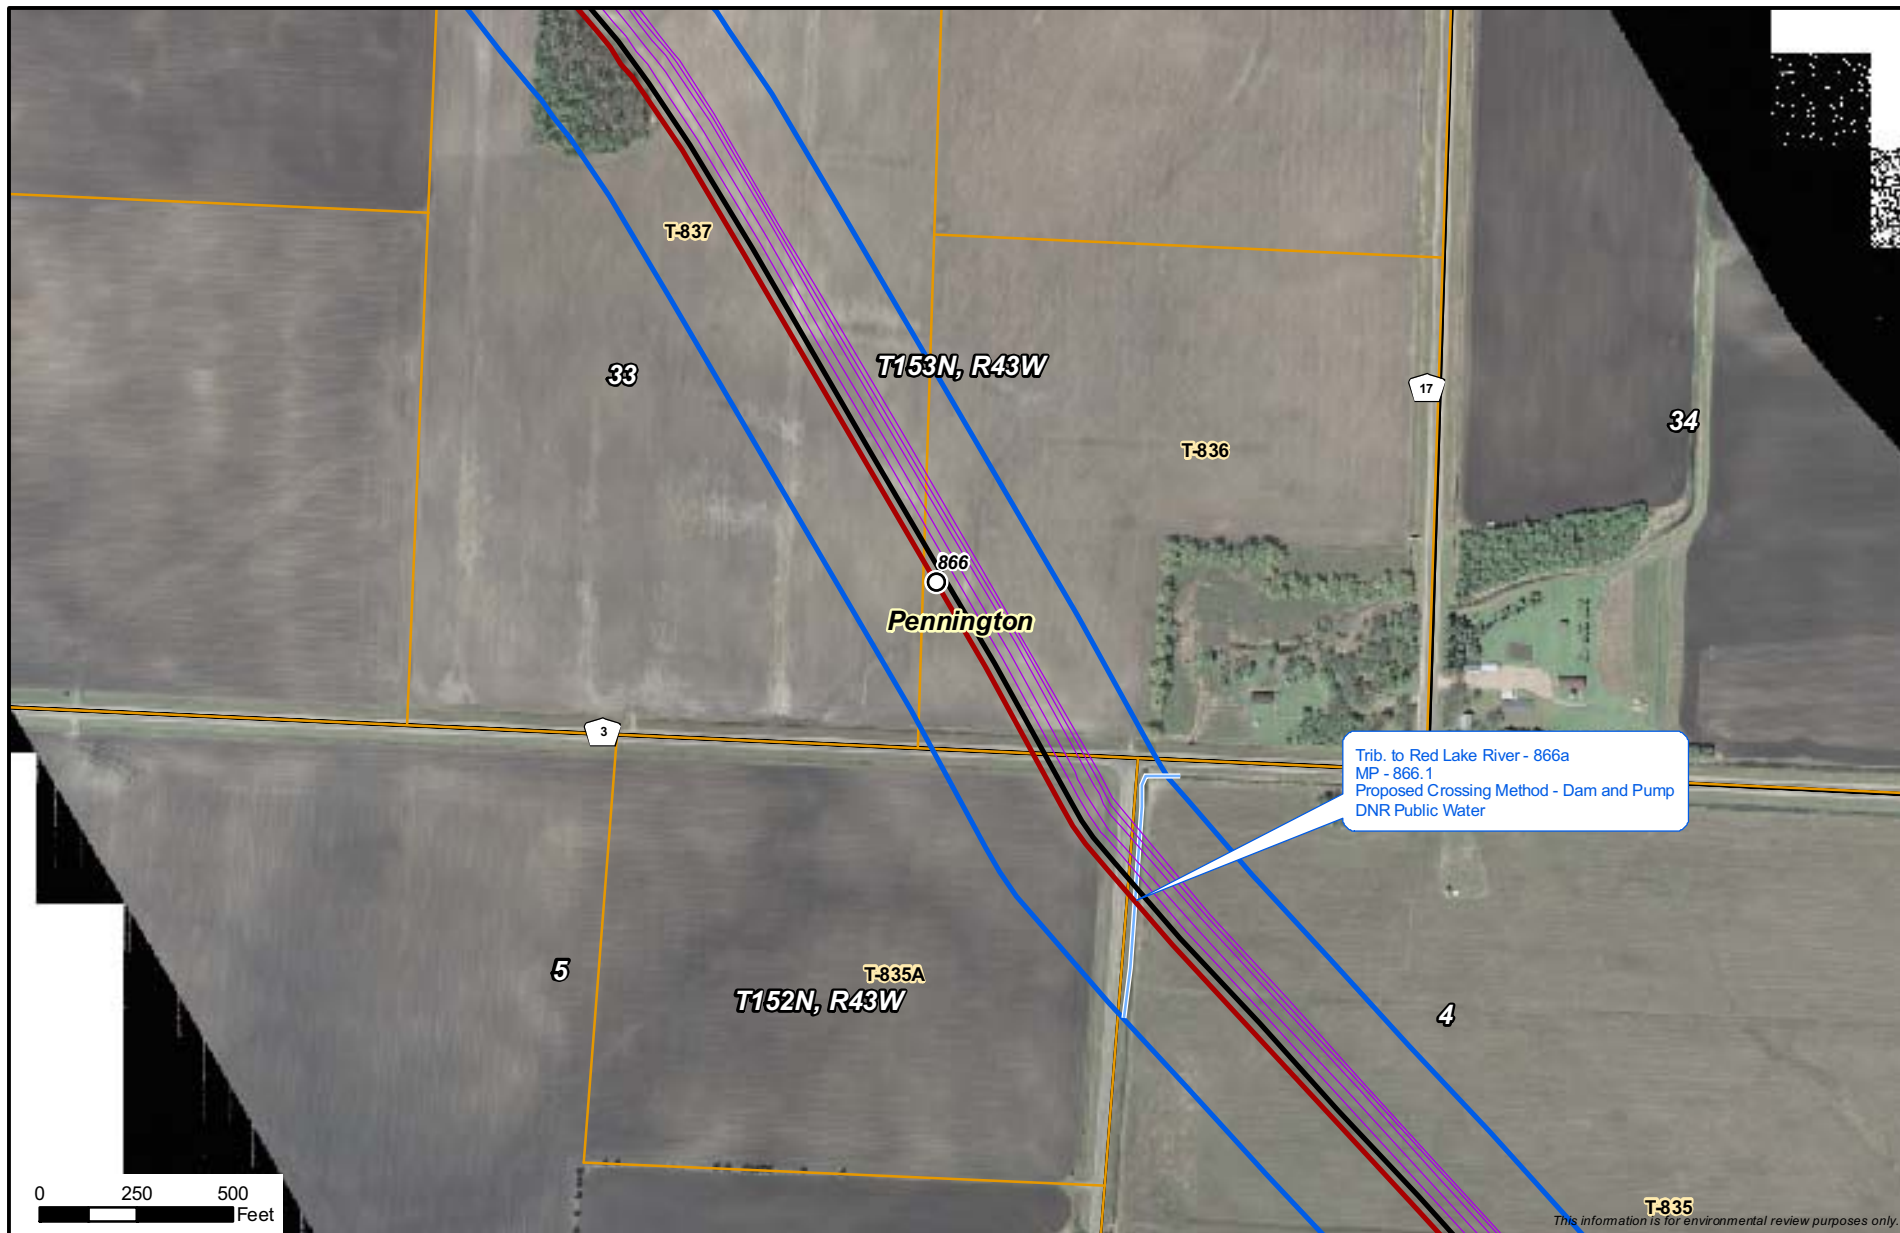 T-837
33
T153N, R43W
17
34
T-836
866
Pennington
3
Trib. to Red Lake River - 866a
MP - 866.1
Proposed Crossing Method - Dam and Pump
DNR Public Water
5
T-835A
T152N, R43W
4
0 250 500
Feet
T-835
This information is for environmental review purposes only.